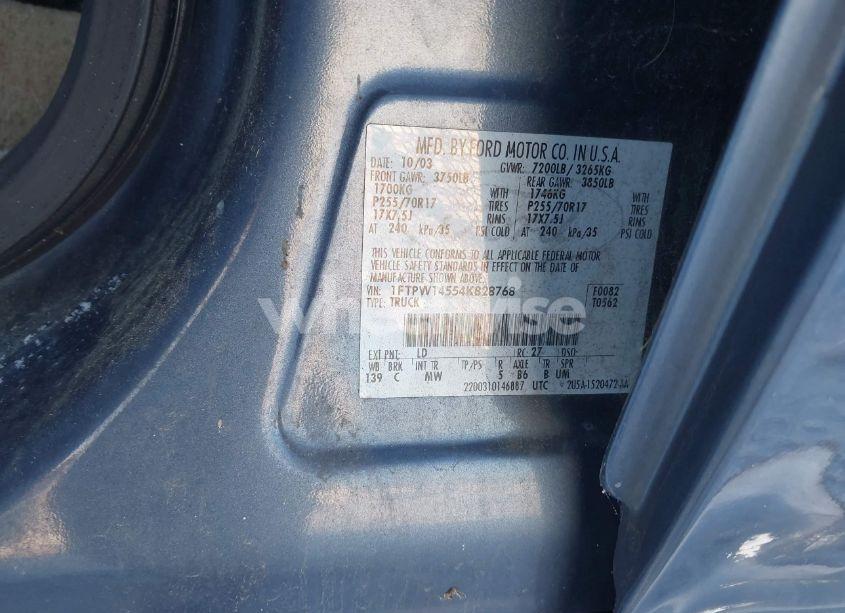 MFD. BY FORD MOTOR CO. IN U.S.A.
DATE: 10/03 GVWR: 7200LB/ 3265KG
FRONT GAWR: 3750LB REAR GAWR: 3850LB
1700KG WITH 1746KG WITH
P255/70R17 TIRES P255/70R17 TIRES
17X7.5J RIMS 17X7.5J RIMS
AT 240 kPa/35 PSI COLD AT 240 kPa/35 PSI COLD
THIS VEHICLE CONFORMS TO ALL APPLICABLE FEDERAL MOTOR
VEHICLE SAFETY STANDARDS IN EFFECT ON THE DATE OF
MANUFACTURE SHOWN ABOVE.
VIN: 1FTPW14554KB28768 F0082
TYPE: TRUCK T0562
EXT PNT: LD RC: 27 DSO:
WB BRK INT TR TP/PS R AXLE TR SPR
139 C MW 5 B6 B UM
2200310146887 UTC 2U5A-1520472-AA